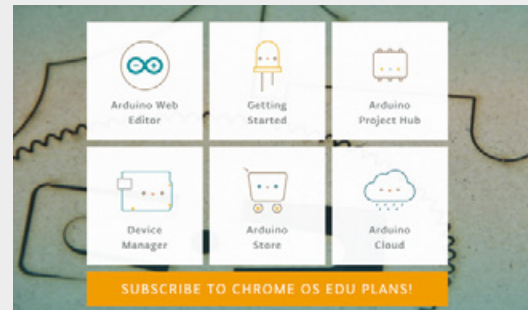 Arduino Web
Editor
Getting
Started
Arduino
Project Hub
Device
Manager
Arduino
Store
Arduino
Cloud
SUBSCRIBE TO CHROME OS EDU PLANS!